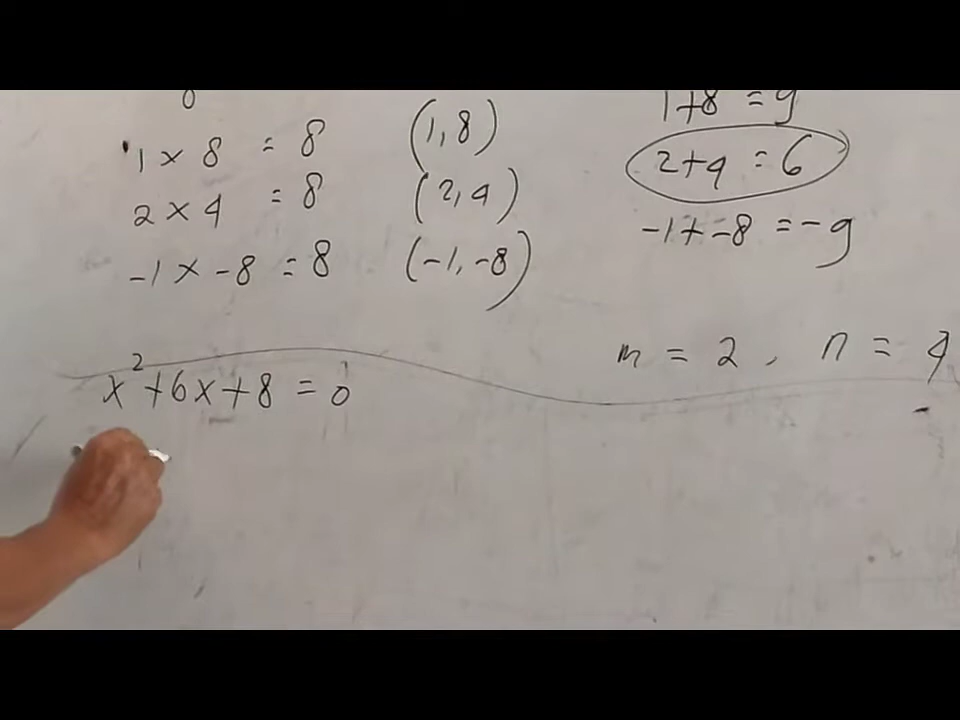 1 × 8 = 8 (1, 8) 1+8 = 9
2 × 4 = 8 (2, 4) 2+4 = 6
-1 × -8 = 8 (-1, -8) -1+-8 = -9
m = 2, n = 4
x²+6x+8 = 0